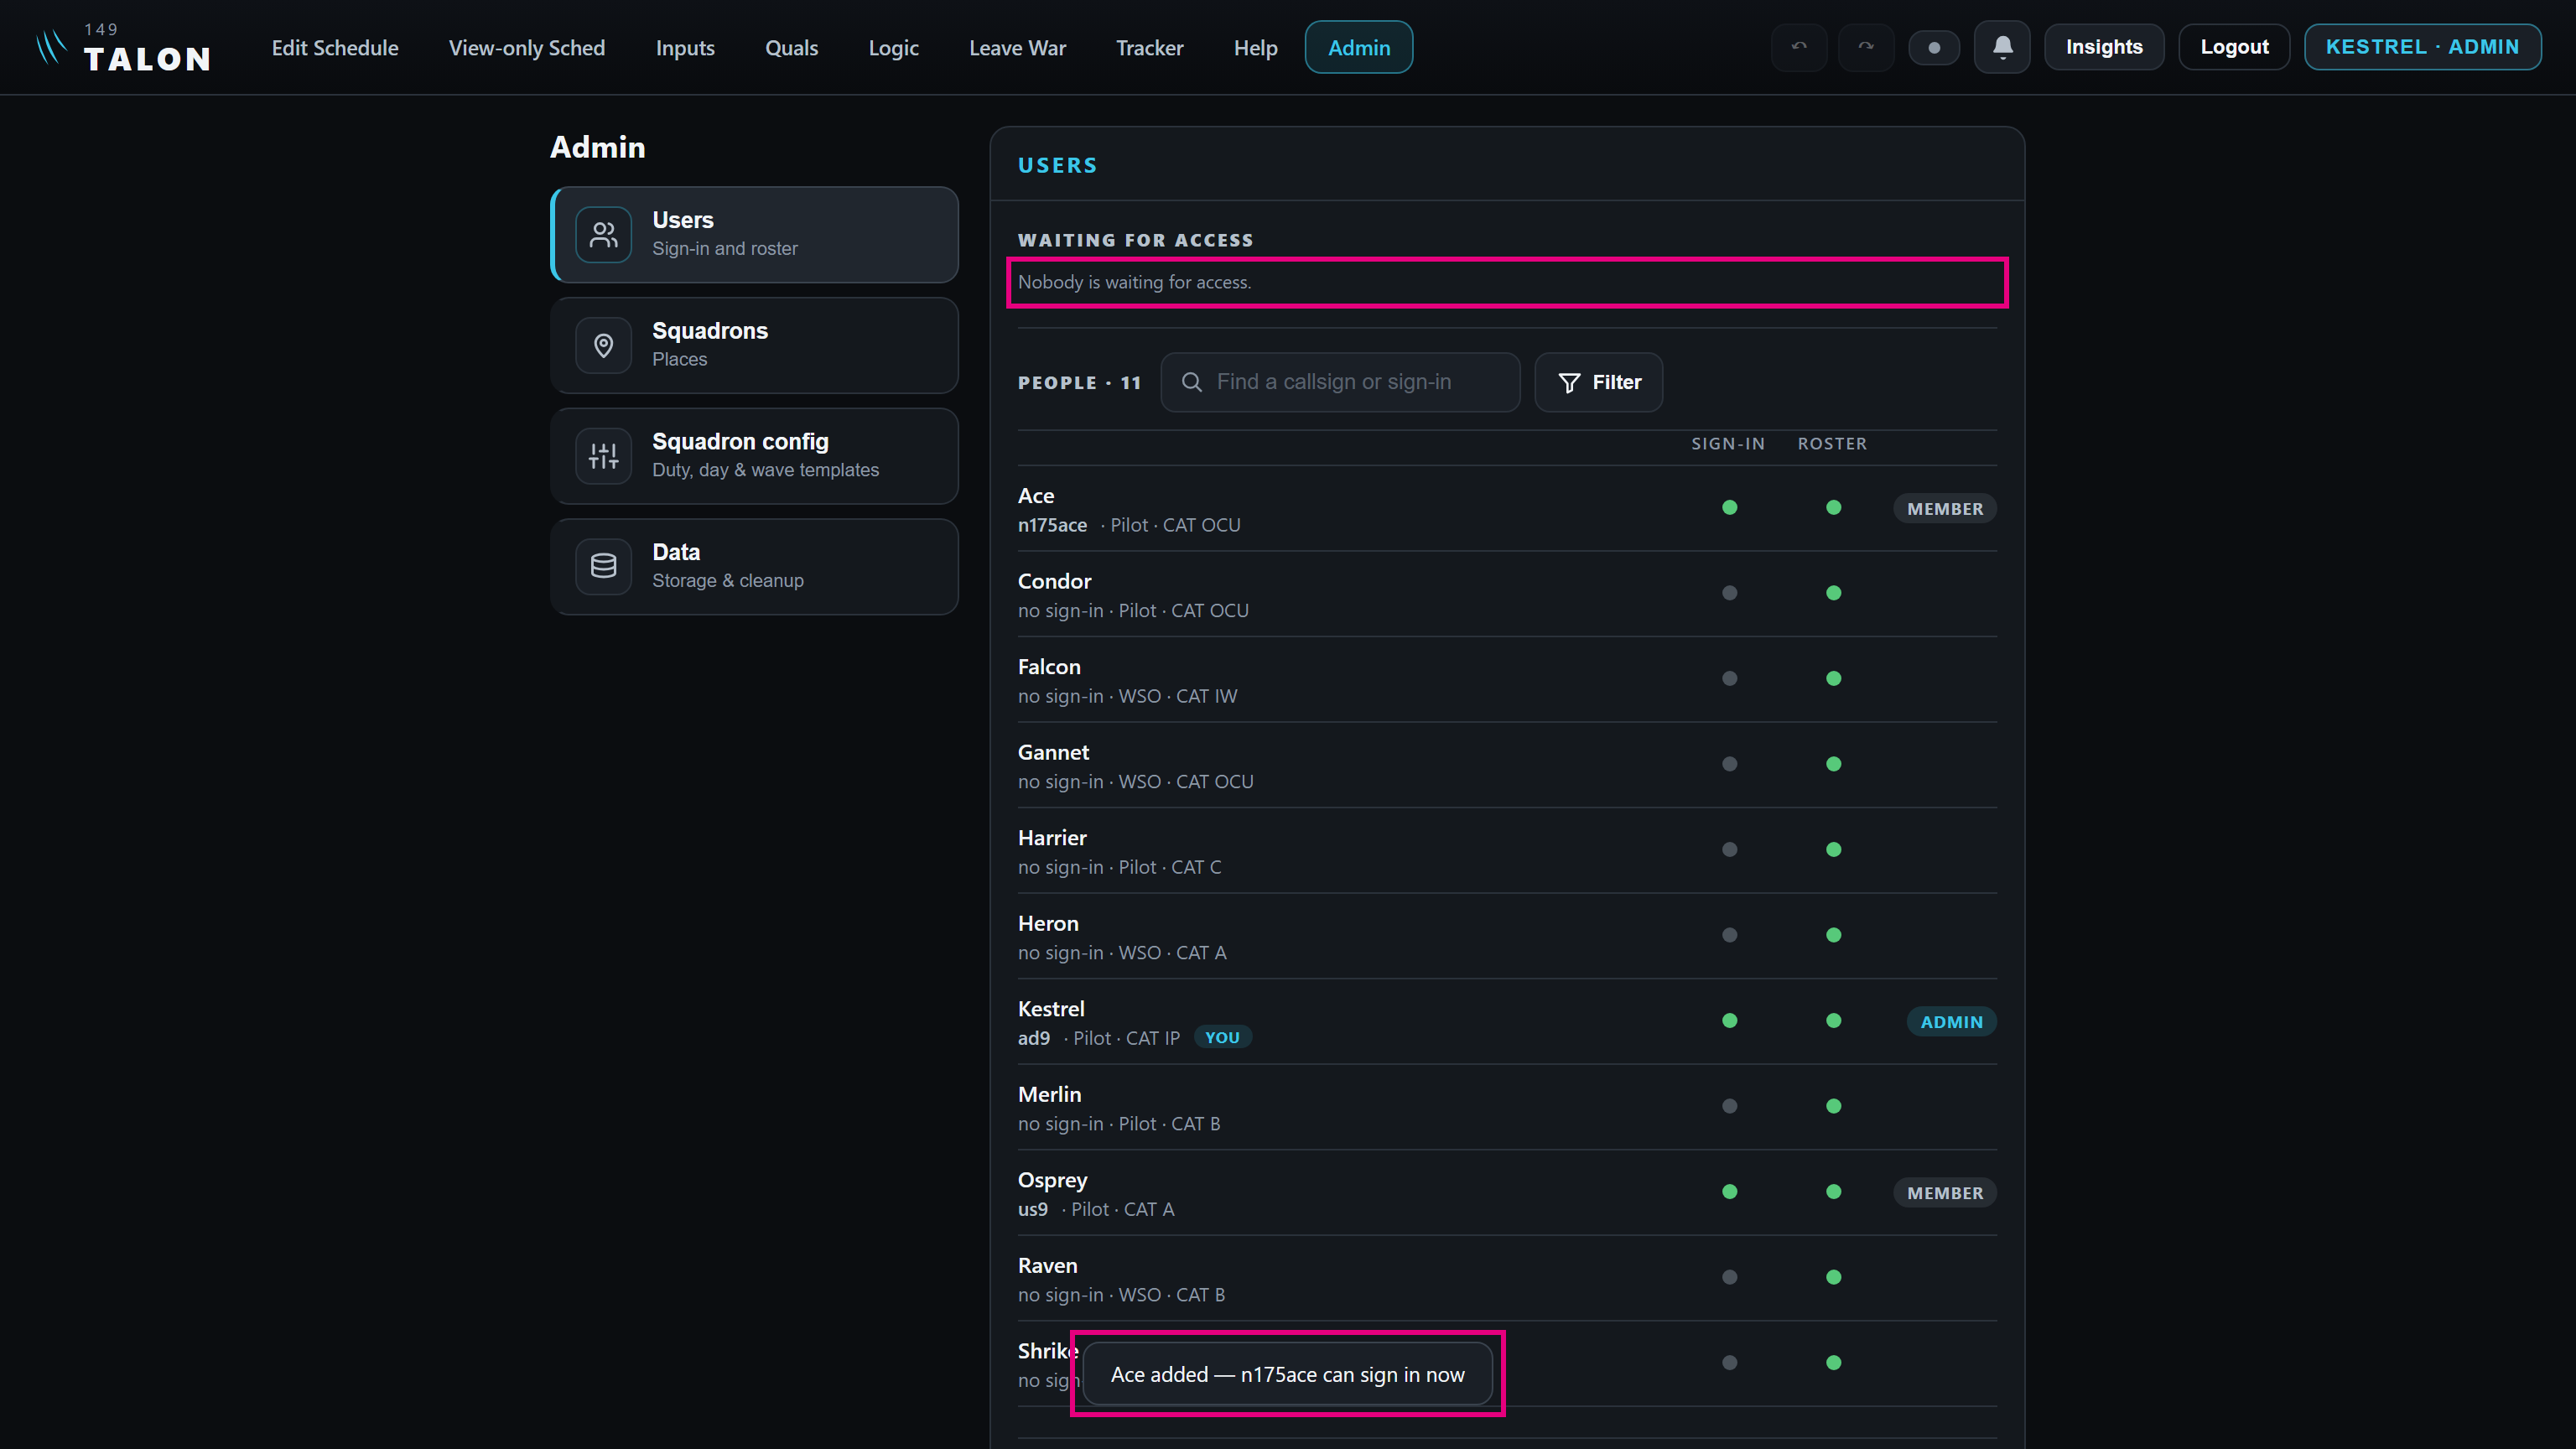 149
TALON
Edit Schedule
View-only Sched
Inputs
Quals
Logic
Leave War
Tracker
Help
Admin
Insights
Logout
KESTREL · ADMIN
Admin
Users
Sign-in and roster
Squadrons
Places
Squadron config
Duty, day & wave templates
Data
Storage & cleanup
USERS
WAITING FOR ACCESS
Nobody is waiting for access.
PEOPLE · 11
Find a callsign or sign-in
Filter
SIGN-IN ROSTER
Ace
n175ace · Pilot · CAT OCU
MEMBER
Condor
no sign-in · Pilot · CAT OCU
Falcon
no sign-in · WSO · CAT IW
Gannet
no sign-in · WSO · CAT OCU
Harrier
no sign-in · Pilot · CAT C
Heron
no sign-in · WSO · CAT A
Kestrel
ad9 · Pilot · CAT IP YOU
ADMIN
Merlin
no sign-in · Pilot · CAT B
Osprey
us9 · Pilot · CAT A
MEMBER
Raven
no sign-in · WSO · CAT B
Shrike
no sign
Ace added — n175ace can sign in now